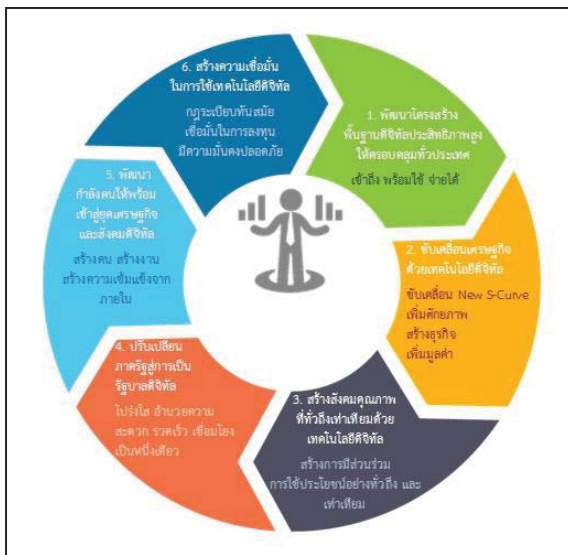 1. พัฒนาโครงสร้าง
พื้นฐานดิจิทัลประสิทธิภาพสูง
ให้ครอบคลุมทั่วประเทศ
เข้าถึง พร้อมใช้ จ่ายได้
2. ขับเคลื่อนเศรษฐกิจ
ด้วยเทคโนโลยีดิจิทัล
ขับเคลื่อน New S-Curve
เพิ่มศักยภาพ
สร้างธุรกิจ
เพิ่มมูลค่า
3. สร้างสังคมคุณภาพ
ที่ทั่วถึงเท่าเทียมด้วย
เทคโนโลยีดิจิทัล
สร้างการมีส่วนร่วม
การใช้ประโยชน์อย่างทั่วถึง และ
เท่าเทียม
4. ปรับเปลี่ยน
ภาครัฐสู่การเป็น
รัฐบาลดิจิทัล
โปร่งใส อำนวยความ
สะดวก รวดเร็ว เชื่อมโยง
เป็นหนึ่งเดียว
5. พัฒนา
กำลังคนให้พร้อม
เข้าสู่ยุคเศรษฐกิจ
และสังคมดิจิทัล
สร้างคน สร้างงาน
สร้างความเข้มแข็งจาก
ภายใน
6. สร้างความเชื่อมั่น
ในการใช้เทคโนโลยีดิจิทัล
กฎระเบียบทันสมัย
เชื่อมั่นในการลงทุน
มีความมั่นคงปลอดภัย